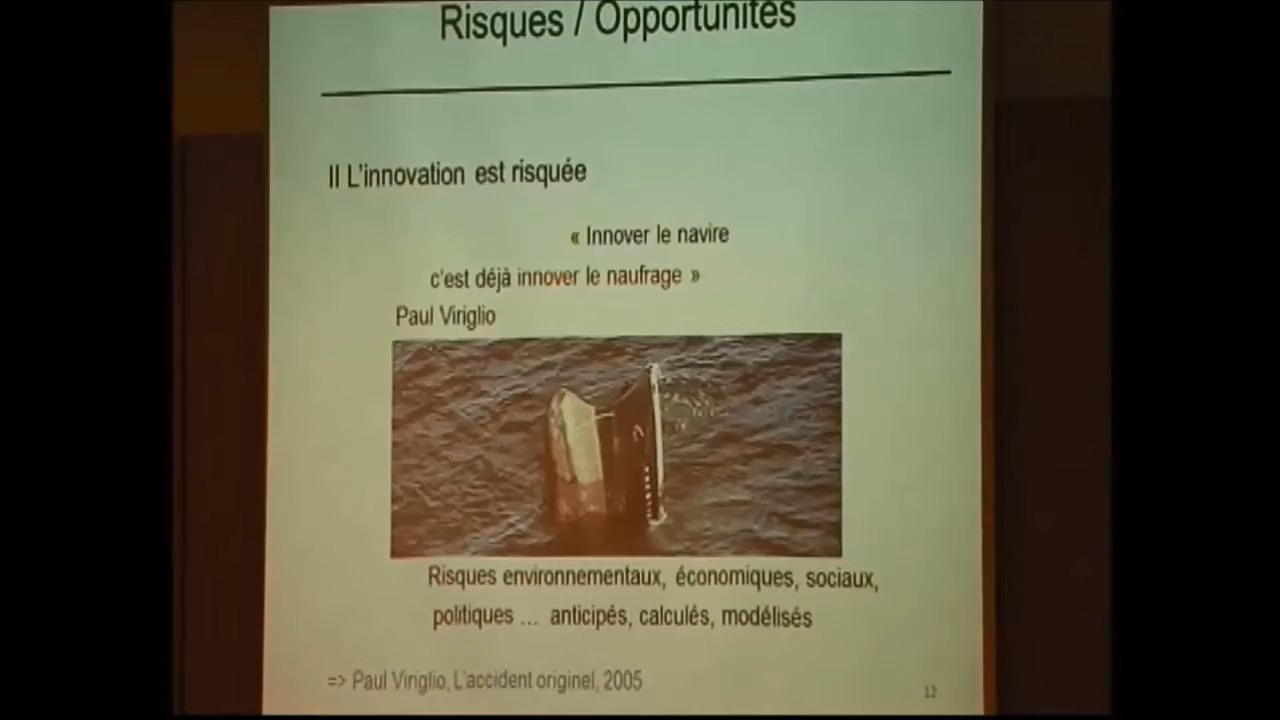 Risques / Opportunités
II L'innovation est risquée
« Innover le navire
c'est déjà innover le naufrage »
Paul Viriglio
Risques environnementaux, économiques, sociaux,
politiques ... anticipés, calculés, modélisés
=> Paul Viriglio, L'accident originel, 2005
12